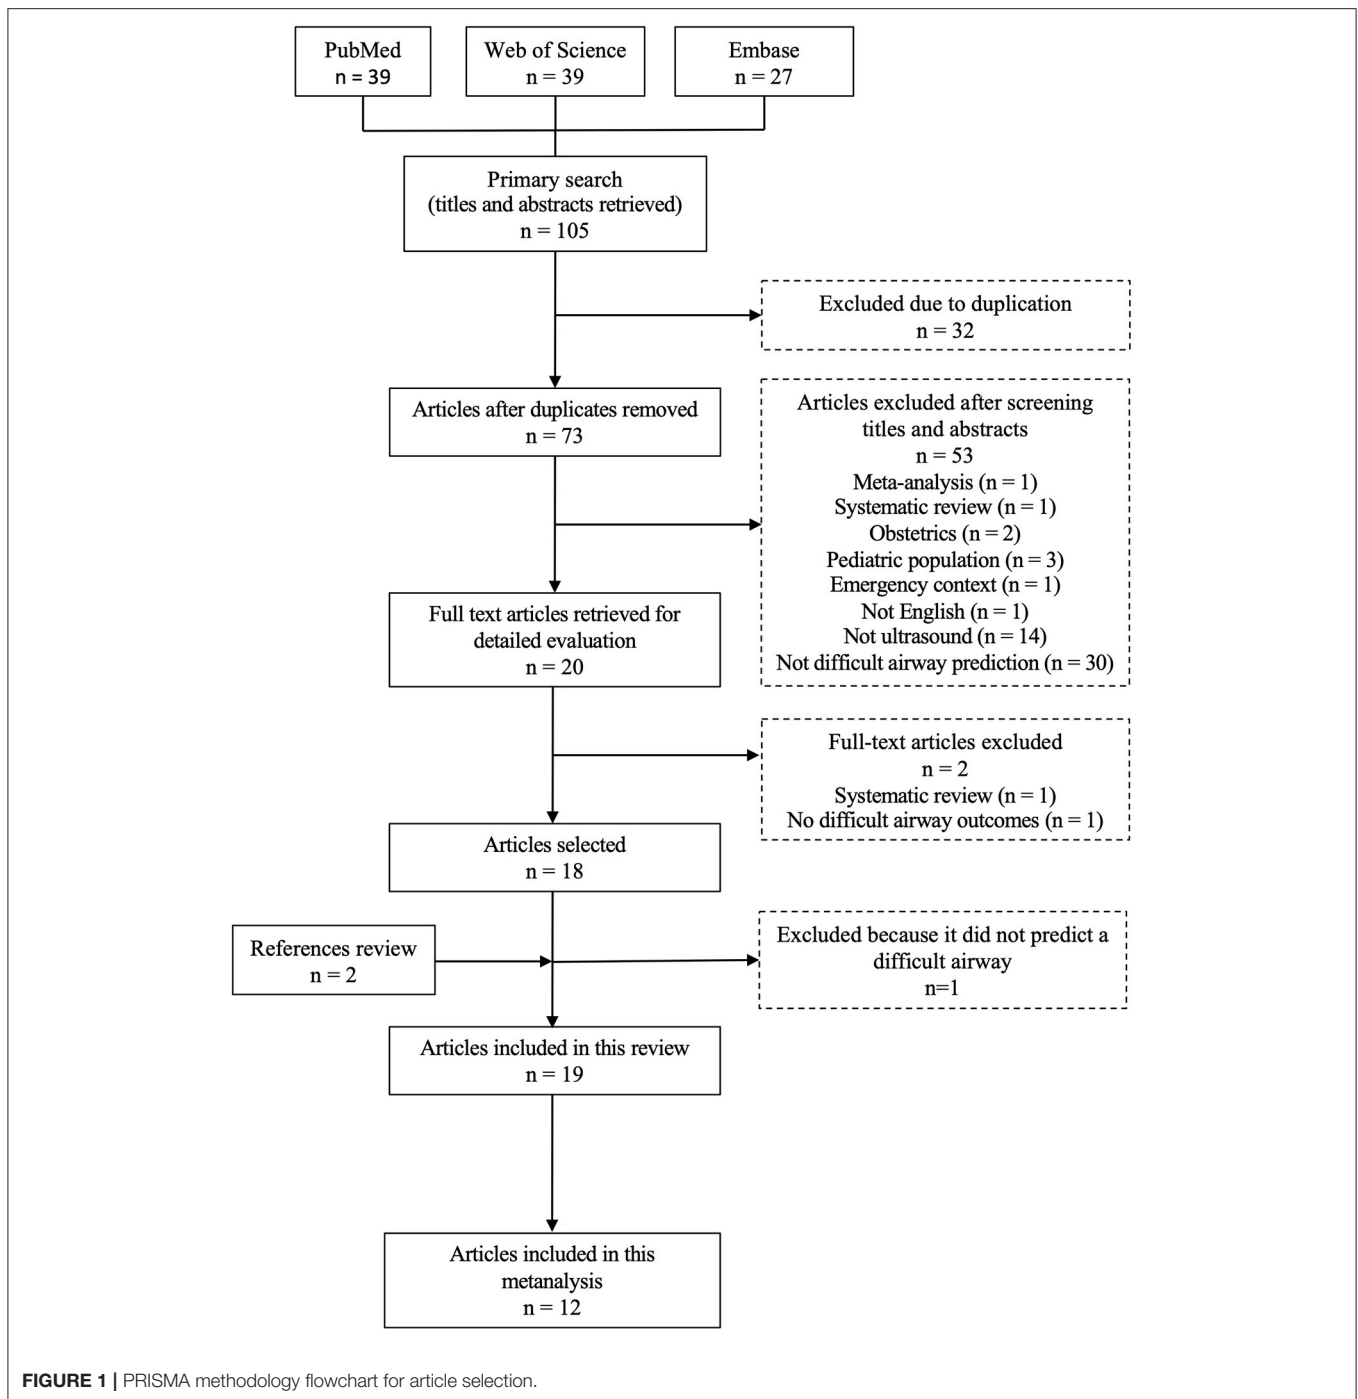 PubMed
n = 39
Web of Science
n = 39
Embase
n = 27
Primary search
(titles and abstracts retrieved)
n = 105
Excluded due to duplication
n = 32
Articles after duplicates removed
n = 73
Articles excluded after screening
titles and abstracts
n = 53
Meta-analysis (n = 1)
Systematic review (n = 1)
Obstetrics (n = 2)
Pediatric population (n = 3)
Emergency context (n = 1)
Not English (n = 1)
Not ultrasound (n = 14)
Not difficult airway prediction (n = 30)
Full text articles retrieved for
detailed evaluation
n = 20
Full-text articles excluded
n = 2
Systematic review (n = 1)
No difficult airway outcomes (n = 1)
Articles selected
n = 18
References review
n = 2
Excluded because it did not predict a
difficult airway
n=1
Articles included in this review
n = 19
Articles included in this
metanalysis
n = 12
FIGURE 1 | PRISMA methodology flowchart for article selection.